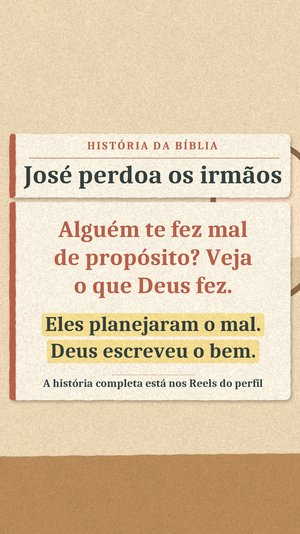 HISTÓRIA DA BÍBLIA
José perdoa os irmãos
Alguém te fez mal
de propósito? Veja
o que Deus fez.
Eles planejaram o mal.
Deus escreveu o bem.
A história completa está nos Reels do perfil